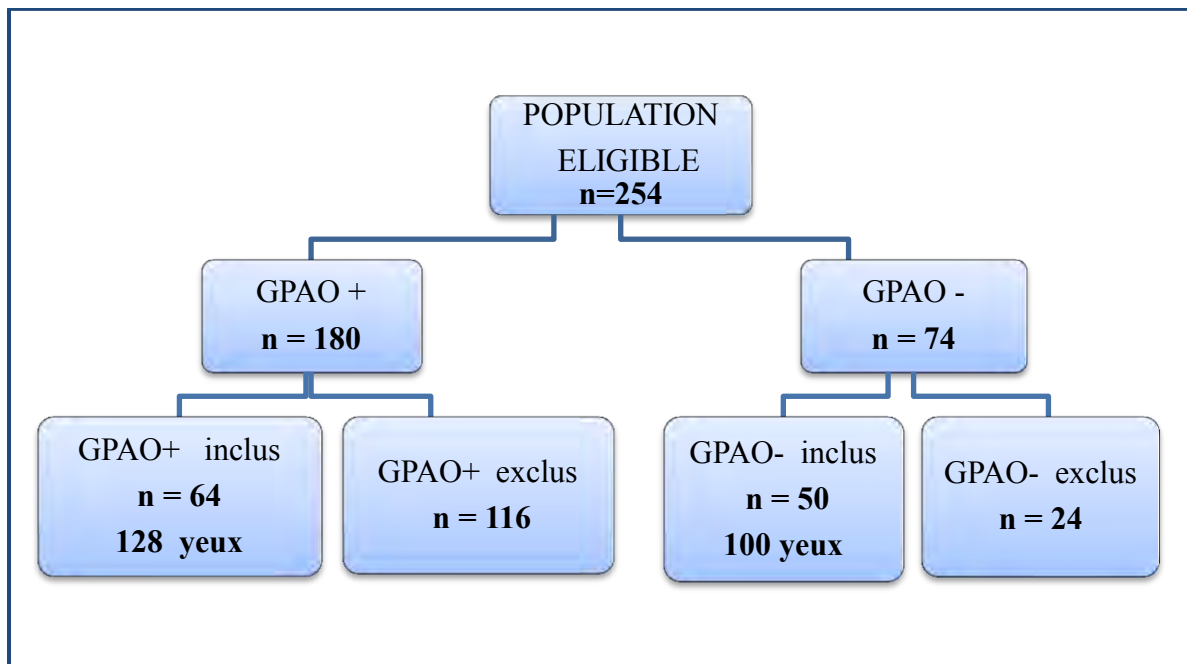 POPULATION
ELIGIBLE
n=254
GPAO +
n = 180
GPAO -
n = 74
GPAO+ inclus
n = 64
128 yeux
GPAO+ exclus
n = 116
GPAO- inclus
n = 50
100 yeux
GPAO- exclus
n = 24